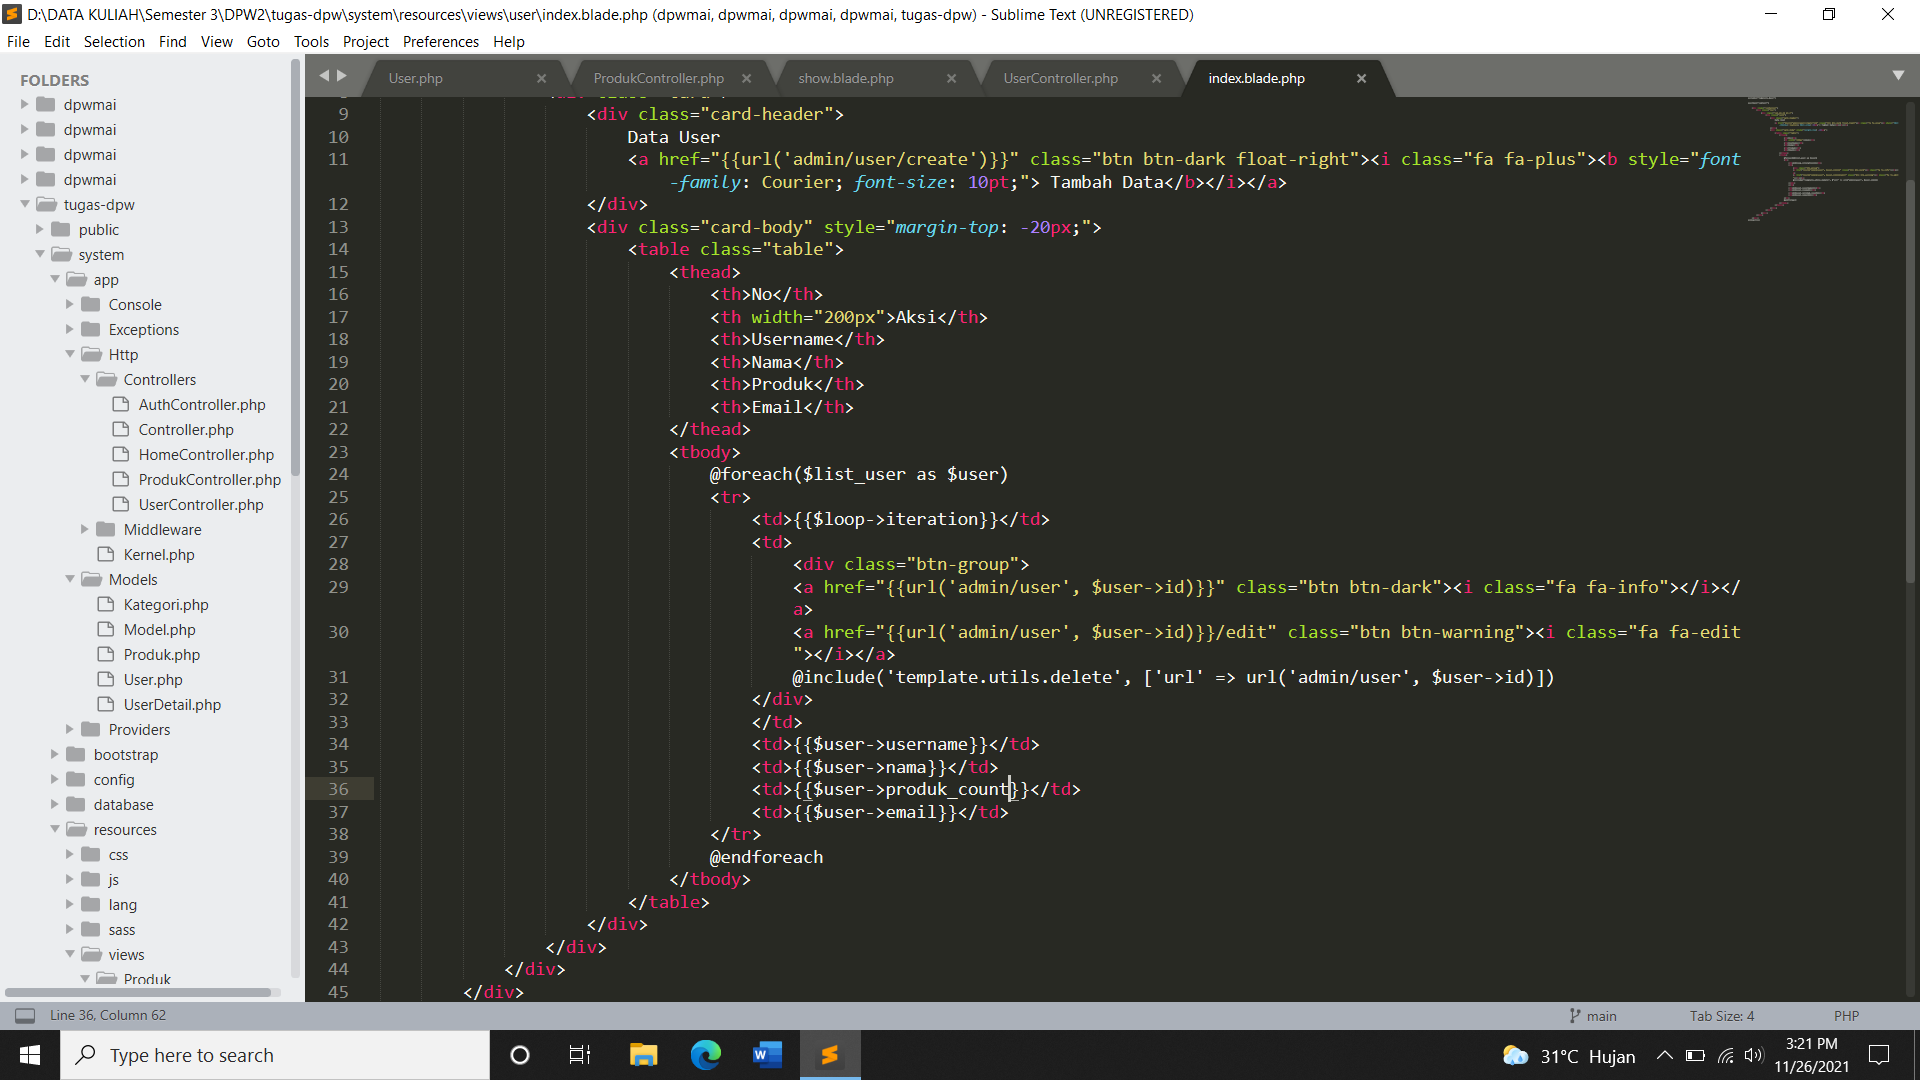 D:\DATA KULIAH\Semester 3\DPW2\tugas-dpw\system\resources\views\user\index.blade.php (dpwmai, dpwmai, dpwmai, dpwmai, tugas-dpw) - Sublime Text (UNREGISTERED)
File Edit Selection Find View Goto Tools Project Preferences Help
FOLDERS
dpwmai
dpwmai
dpwmai
dpwmai
tugas-dpw
public
system
app
Console
Exceptions
Http
Controllers
AuthController.php
Controller.php
HomeController.php
ProdukController.php
UserController.php
Middleware
Kernel.php
Models
Kategori.php
Model.php
Produk.php
User.php
UserDetail.php
Providers
bootstrap
config
database
resources
css
js
lang
sass
views
Produk
User.php ProdukController.php show.blade.php UserController.php index.blade.php
9 <div class="card-header">
10 Data User
11 <a href="{{url('admin/user/create')}}" class="btn btn-dark float-right"><i class="fa fa-plus"><b style="font
-family: Courier; font-size: 10pt;"> Tambah Data</b></i></a>
12 </div>
13 <div class="card-body" style="margin-top: -20px;">
14 <table class="table">
15 <thead>
16 <th>No</th>
17 <th width="200px">Aksi</th>
18 <th>Username</th>
19 <th>Nama</th>
20 <th>Produk</th>
21 <th>Email</th>
22 </thead>
23 <tbody>
24 @foreach($list_user as $user)
25 <tr>
26 <td>{{$loop->iteration}}</td>
27 <td>
28 <div class="btn-group">
29 <a href="{{url('admin/user', $user->id)}}" class="btn btn-dark"><i class="fa fa-info"></i></
a>
30 <a href="{{url('admin/user', $user->id)}}/edit" class="btn btn-warning"><i class="fa fa-edit
"></i></a>
31 @include('template.utils.delete', ['url' => url('admin/user', $user->id)])
32 </div>
33 </td>
34 <td>{{$user->username}}</td>
35 <td>{{$user->nama}}</td>
36 <td>{{$user->produk_count}}</td>
37 <td>{{$user->email}}</td>
38 </tr>
39 @endforeach
40 </tbody>
41 </table>
42 </div>
43 </div>
44 </div>
45 </div>
Line 36, Column 62 main Tab Size: 4 PHP
Type here to search 31°C Hujan 3:21 PM
11/26/2021